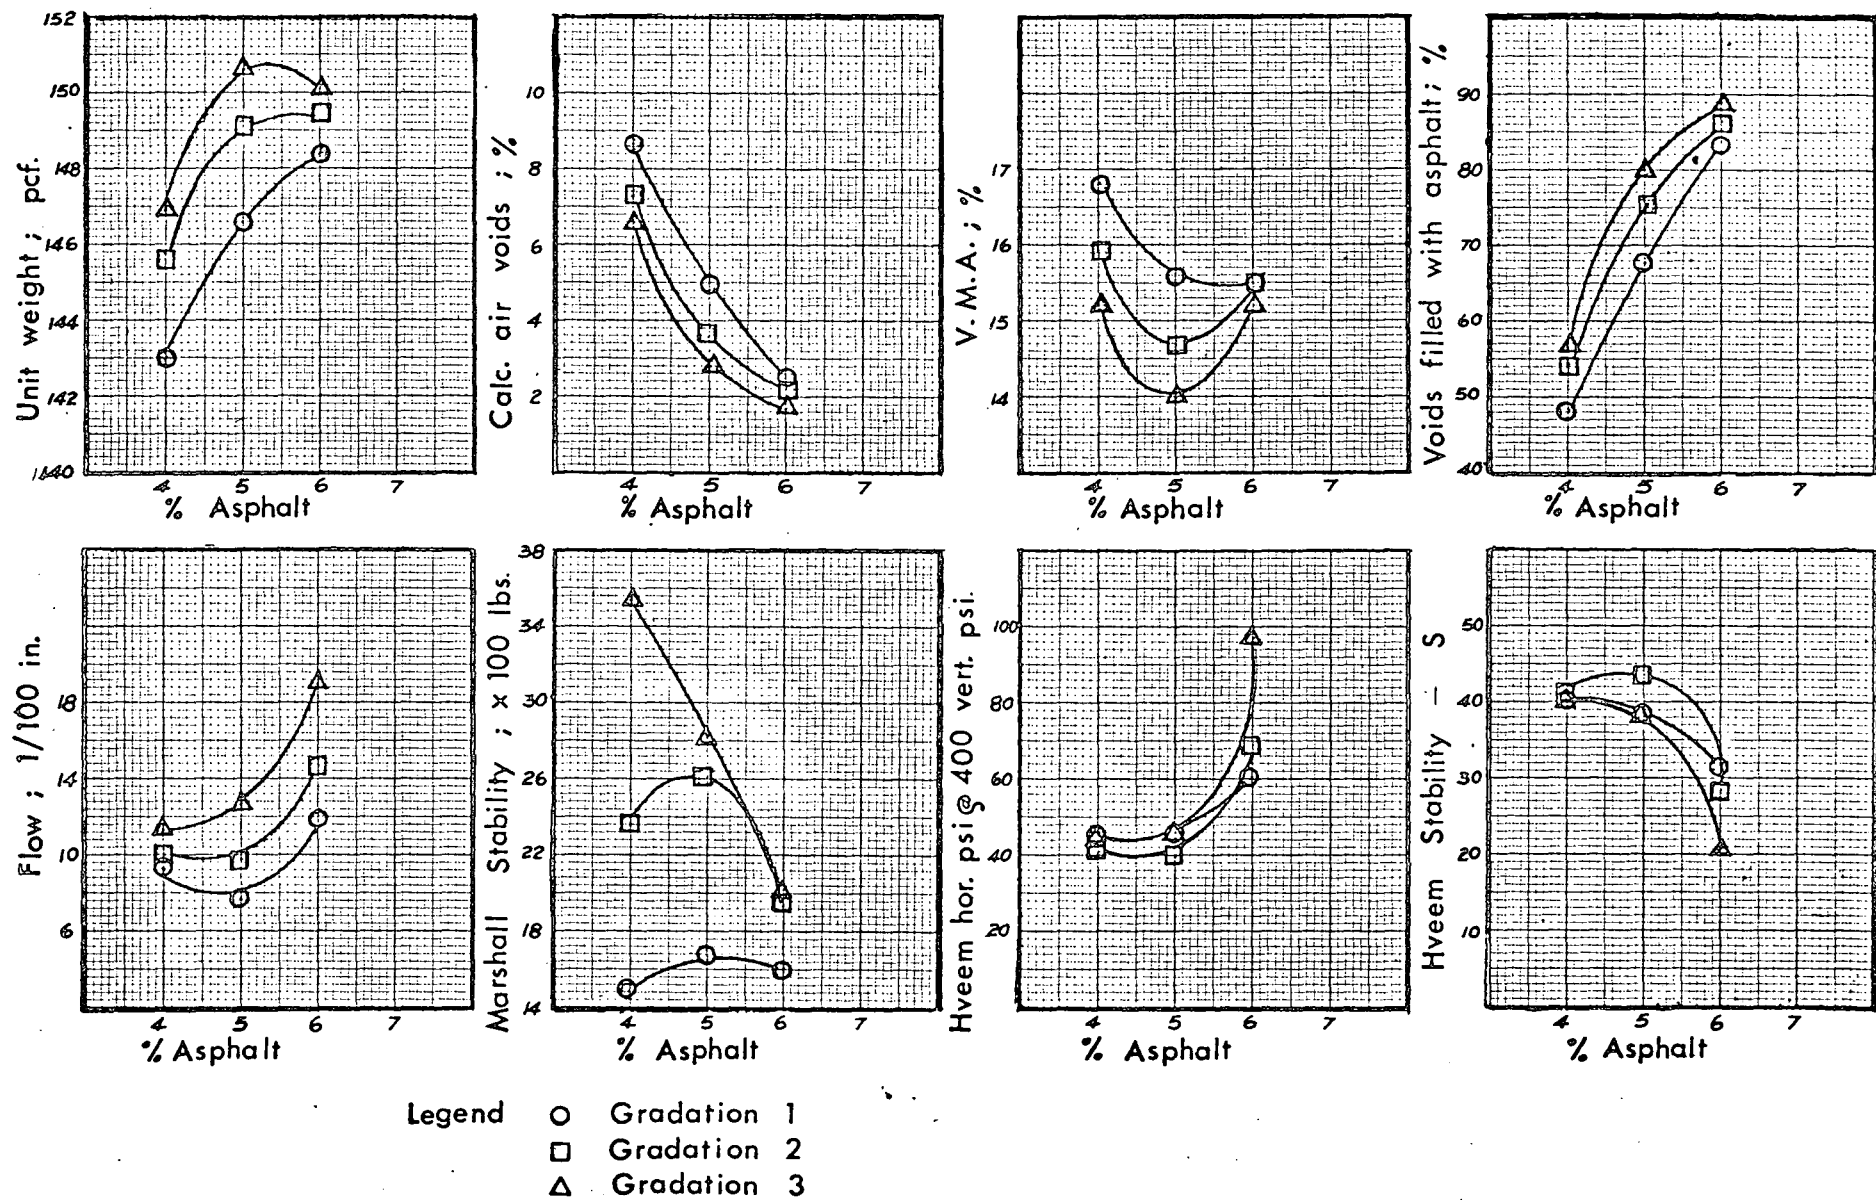 152
150
148
146
144
142
140
Unit weight ; pcf.
4 5 6 7
% Asphalt
10
8
6
4
2
Calc. air voids ; %
4 5 6 7
% Asphalt
17
16
15
14
V.M.A. ; %
4 5 6 7
% Asphalt
90
80
70
60
50
40
Voids filled with asphalt ; %
4 5 6 7
% Asphalt
18
14
10
6
Flow ; 1/100 in.
4 5 6 7
% Asphalt
38
34
30
26
22
18
14
Marshall Stability ; x 100 lbs.
4 5 6 7
% Asphalt
100
80
60
40
20
Hveem hor. psi@ 400 vert. psi.
4 5 6 7
% Asphalt
50
40
30
20
10
Hveem Stability - S
4 5 6 7
% Asphalt
Legend
Gradation 1
Gradation 2
Gradation 3